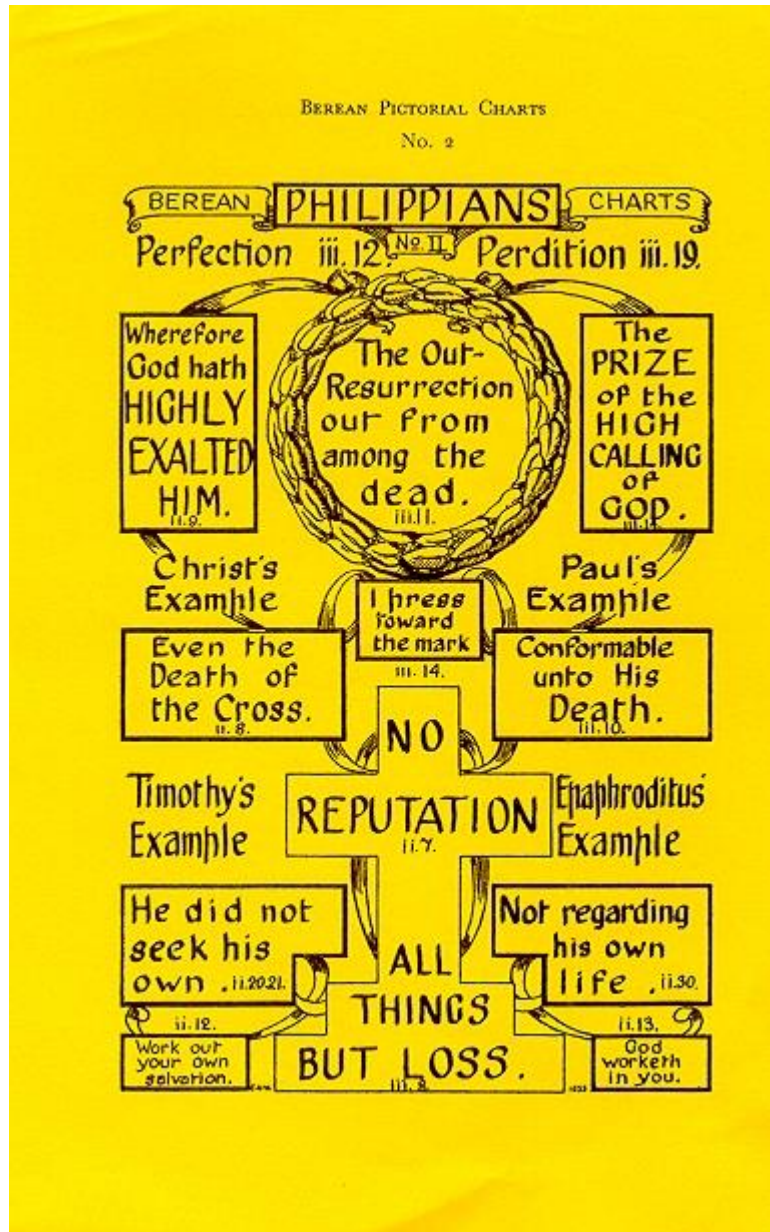 BEREAN PICTORIAL CHARTS
No. 2
BEREAN PHILIPPIANS CHARTS
No. II
Perfection iii. 12. Perdition iii. 19.
Wherefore
God hath
HIGHLY
EXALTED
HIM.
ii. 9.
The Out-
Resurrection
out from
among the
dead.
iii. 11.
The
PRIZE
of the
HIGH
CALLING
of
GOD.
Christ's
Example
I press
toward
the mark
iii. 14.
Paul's
Example
Even the
Death of
the Cross.
ii. 8.
Conformable
unto His
Death.
iii. 10.
NO
REPUTATION
ii. 7.
Timothy's
Example
Epaphroditus'
Example
He did not
seek his
own. ii. 20.21.
Not regarding
his own
life. ii. 30.
ALL
THINGS
BUT LOSS.
iii. 8.
ii. 12.
Work out
your own
salvation.
ii. 13.
God
worketh
in you.